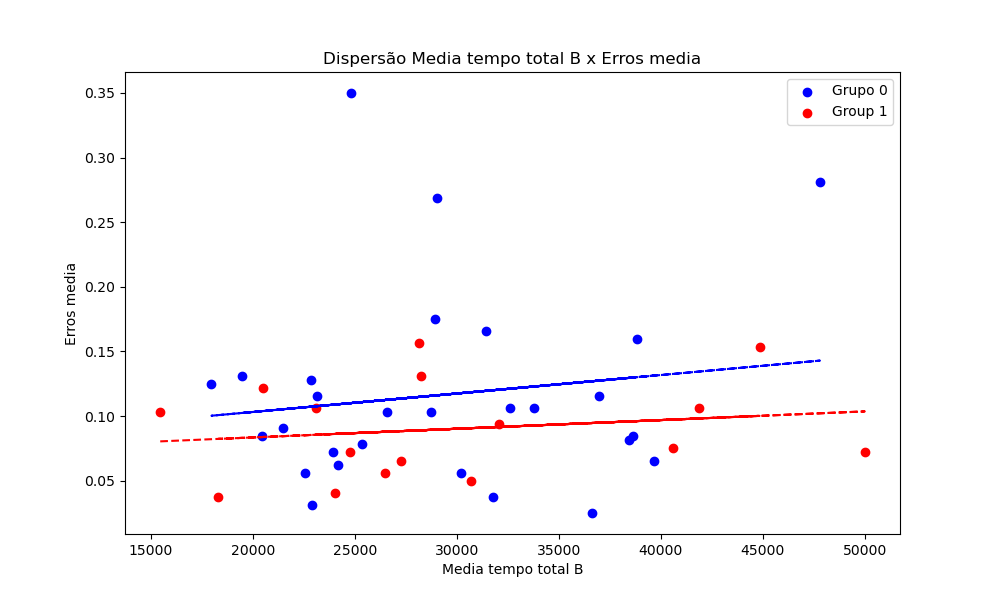 Dispersão Media tempo total B x Erros media
Grupo 0
Group 1
Erros media
0.35
0.30
0.25
0.20
0.15
0.10
0.05
15000 20000 25000 30000 35000 40000 45000 50000
Media tempo total B